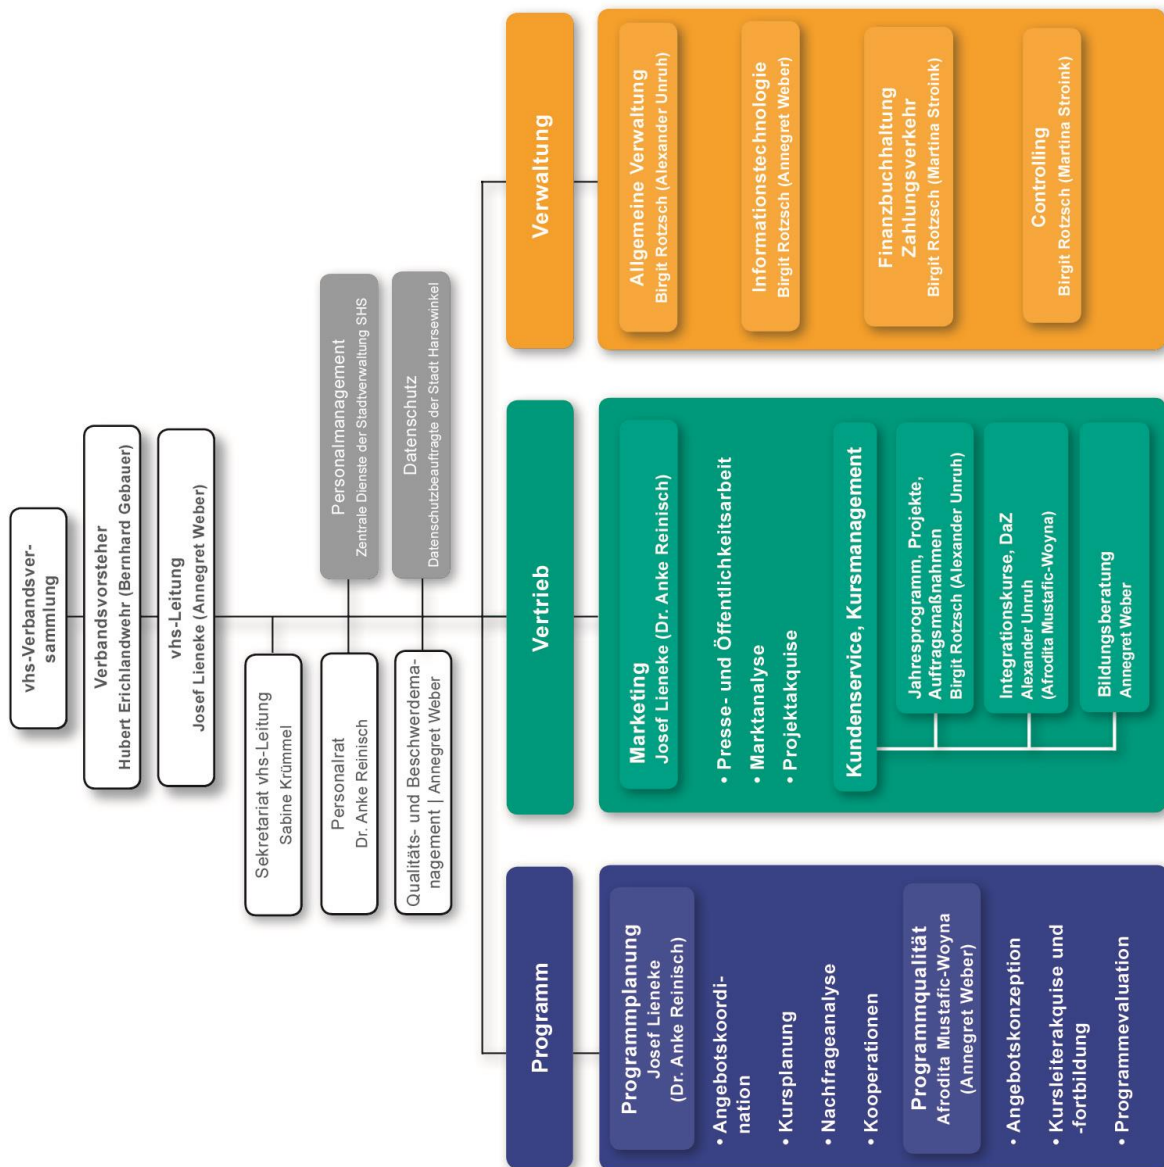 vhs-Verbandsver-
sammlung
Verbandsvorsteher
Hubert Erichlandwehr (Bernhard Gebauer)
vhs-Leitung
Josef Lieneke (Annegret Weber)
Sekretariat vhs-Leitung
Sabine Krümmel
Personalrat
Dr. Anke Reinisch
Personalmanagement
Zentrale Dienste der Stadtverwaltung SHS
Qualitäts- und Beschwerdema-
nagement | Annegret Weber
Datenschutz
Datenschutzbeauftragte der Stadt Harsewinkel
Programm
Programmplanung
Josef Lieneke
(Dr. Anke Reinisch)
• Angebotskoordi-
nation
• Kursplanung
• Nachfrageanalyse
• Kooperationen
Programmqualität
Afrodita Mustafic-Woyna
(Annegret Weber)
• Angebotskonzeption
• Kursleiterakquise und
-fortbildung
• Programmevaluation
Vertrieb
Marketing
Josef Lieneke (Dr. Anke Reinisch)
• Presse- und Öffentlichkeitsarbeit
• Marktanalyse
• Projektakquise
Kundenservice, Kursmanagement
Jahresprogramm, Projekte,
Auftragsmaßnahmen
Birgit Rotzsch (Alexander Unruh)
Integrationskurse, DaZ
Alexander Unruh
(Afrodita Mustafic-Woyna)
Bildungsberatung
Annegret Weber
Verwaltung
Allgemeine Verwaltung
Birgit Rotzsch (Alexander Unruh)
Informationstechnologie
Birgit Rotzsch (Annegret Weber)
Finanzbuchhaltung
Zahlungsverkehr
Birgit Rotzsch (Martina Stroink)
Controlling
Birgit Rotzsch (Martina Stroink)